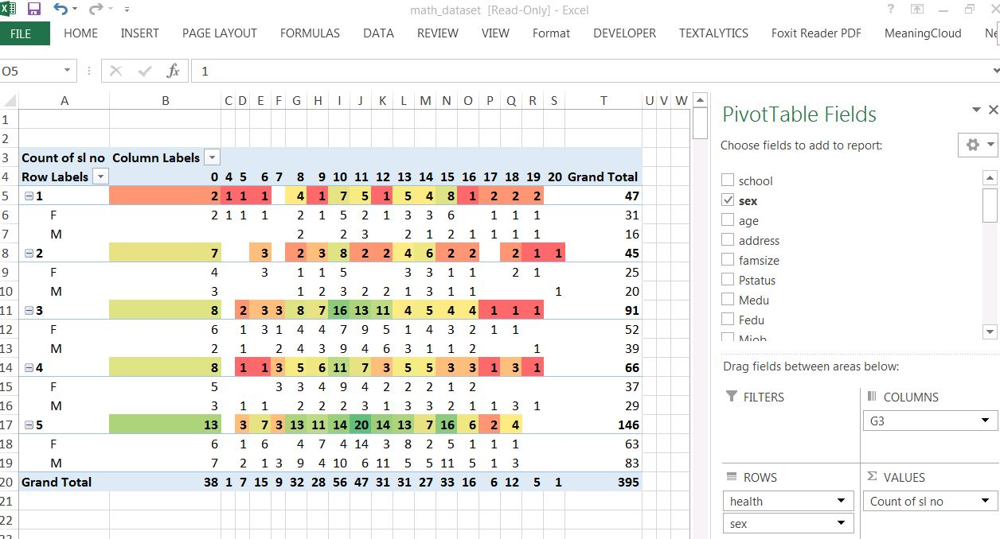 math_dataset [Read-Only] - Excel
?
FILE HOME INSERT PAGE LAYOUT FORMULAS DATA REVIEW VIEW Format DEVELOPER TEXTALYTICS Foxit Reader PDF MeaningCloud
O5 fx 1
A B C D E F G H I J K L M N O P Q R S T U V W
1
2
3 Count of sl no Column Labels
4 Row Labels 0 4 5 6 7 8 9 10 11 12 13 14 15 16 17 18 19 20 Grand Total
5 1 2 1 1 1 4 1 7 5 1 5 4 8 1 2 2 2 47
6 F 2 1 1 1 2 1 5 2 1 3 3 6 1 1 1 31
7 M 2 2 3 2 1 2 1 1 1 1 16
8 2 7 3 2 3 8 2 2 4 6 2 2 2 1 1 45
9 F 4 3 1 1 5 3 3 1 1 2 1 25
10 M 3 1 2 3 2 2 1 3 1 1 1 20
11 3 8 2 3 3 8 7 16 13 11 4 5 4 4 1 1 1 91
12 F 6 1 3 1 4 4 7 9 5 1 4 3 2 1 1 52
13 M 2 1 2 4 3 9 4 6 3 1 1 2 1 39
14 4 8 1 1 3 5 6 11 7 3 5 5 3 3 1 3 1 66
15 F 5 3 3 4 9 4 2 2 2 1 2 37
16 M 3 1 1 2 2 2 3 1 3 3 2 1 1 3 1 29
17 5 13 3 7 3 13 11 14 20 14 13 7 16 6 2 4 146
18 F 6 1 6 4 7 4 14 3 8 2 5 1 1 1 63
19 M 7 2 1 3 9 4 10 6 11 5 5 11 5 1 3 83
20 Grand Total 38 1 7 15 9 32 28 56 47 31 31 27 33 16 6 12 5 1 395
21
22
PivotTable Fields
Choose fields to add to report:
school
sex
age
address
famsize
Pstatus
Medu
Fedu
Mjob
Drag fields between areas below:
FILTERS
COLUMNS
G3
ROWS
health
sex
Σ VALUES
Count of sl no